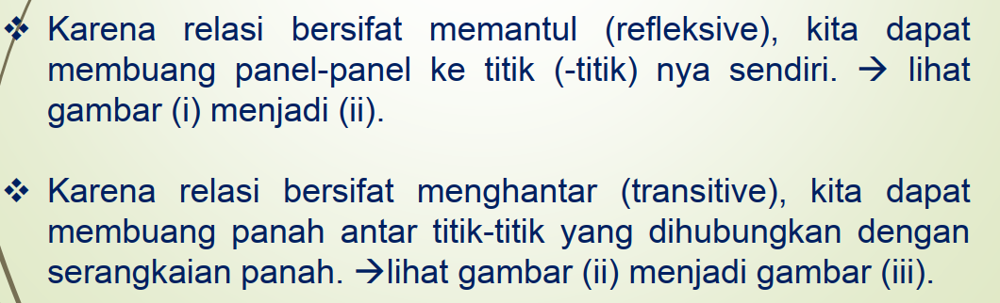 ❖ Karena relasi bersifat memantul (refleksive), kita dapat
membuang panel-panel ke titik (-titik) nya sendiri. → lihat
gambar (i) menjadi (ii).
❖ Karena relasi bersifat menghantar (transitive), kita dapat
membuang panah antar titik-titik yang dihubungkan dengan
serangkaian panah. →lihat gambar (ii) menjadi gambar (iii).